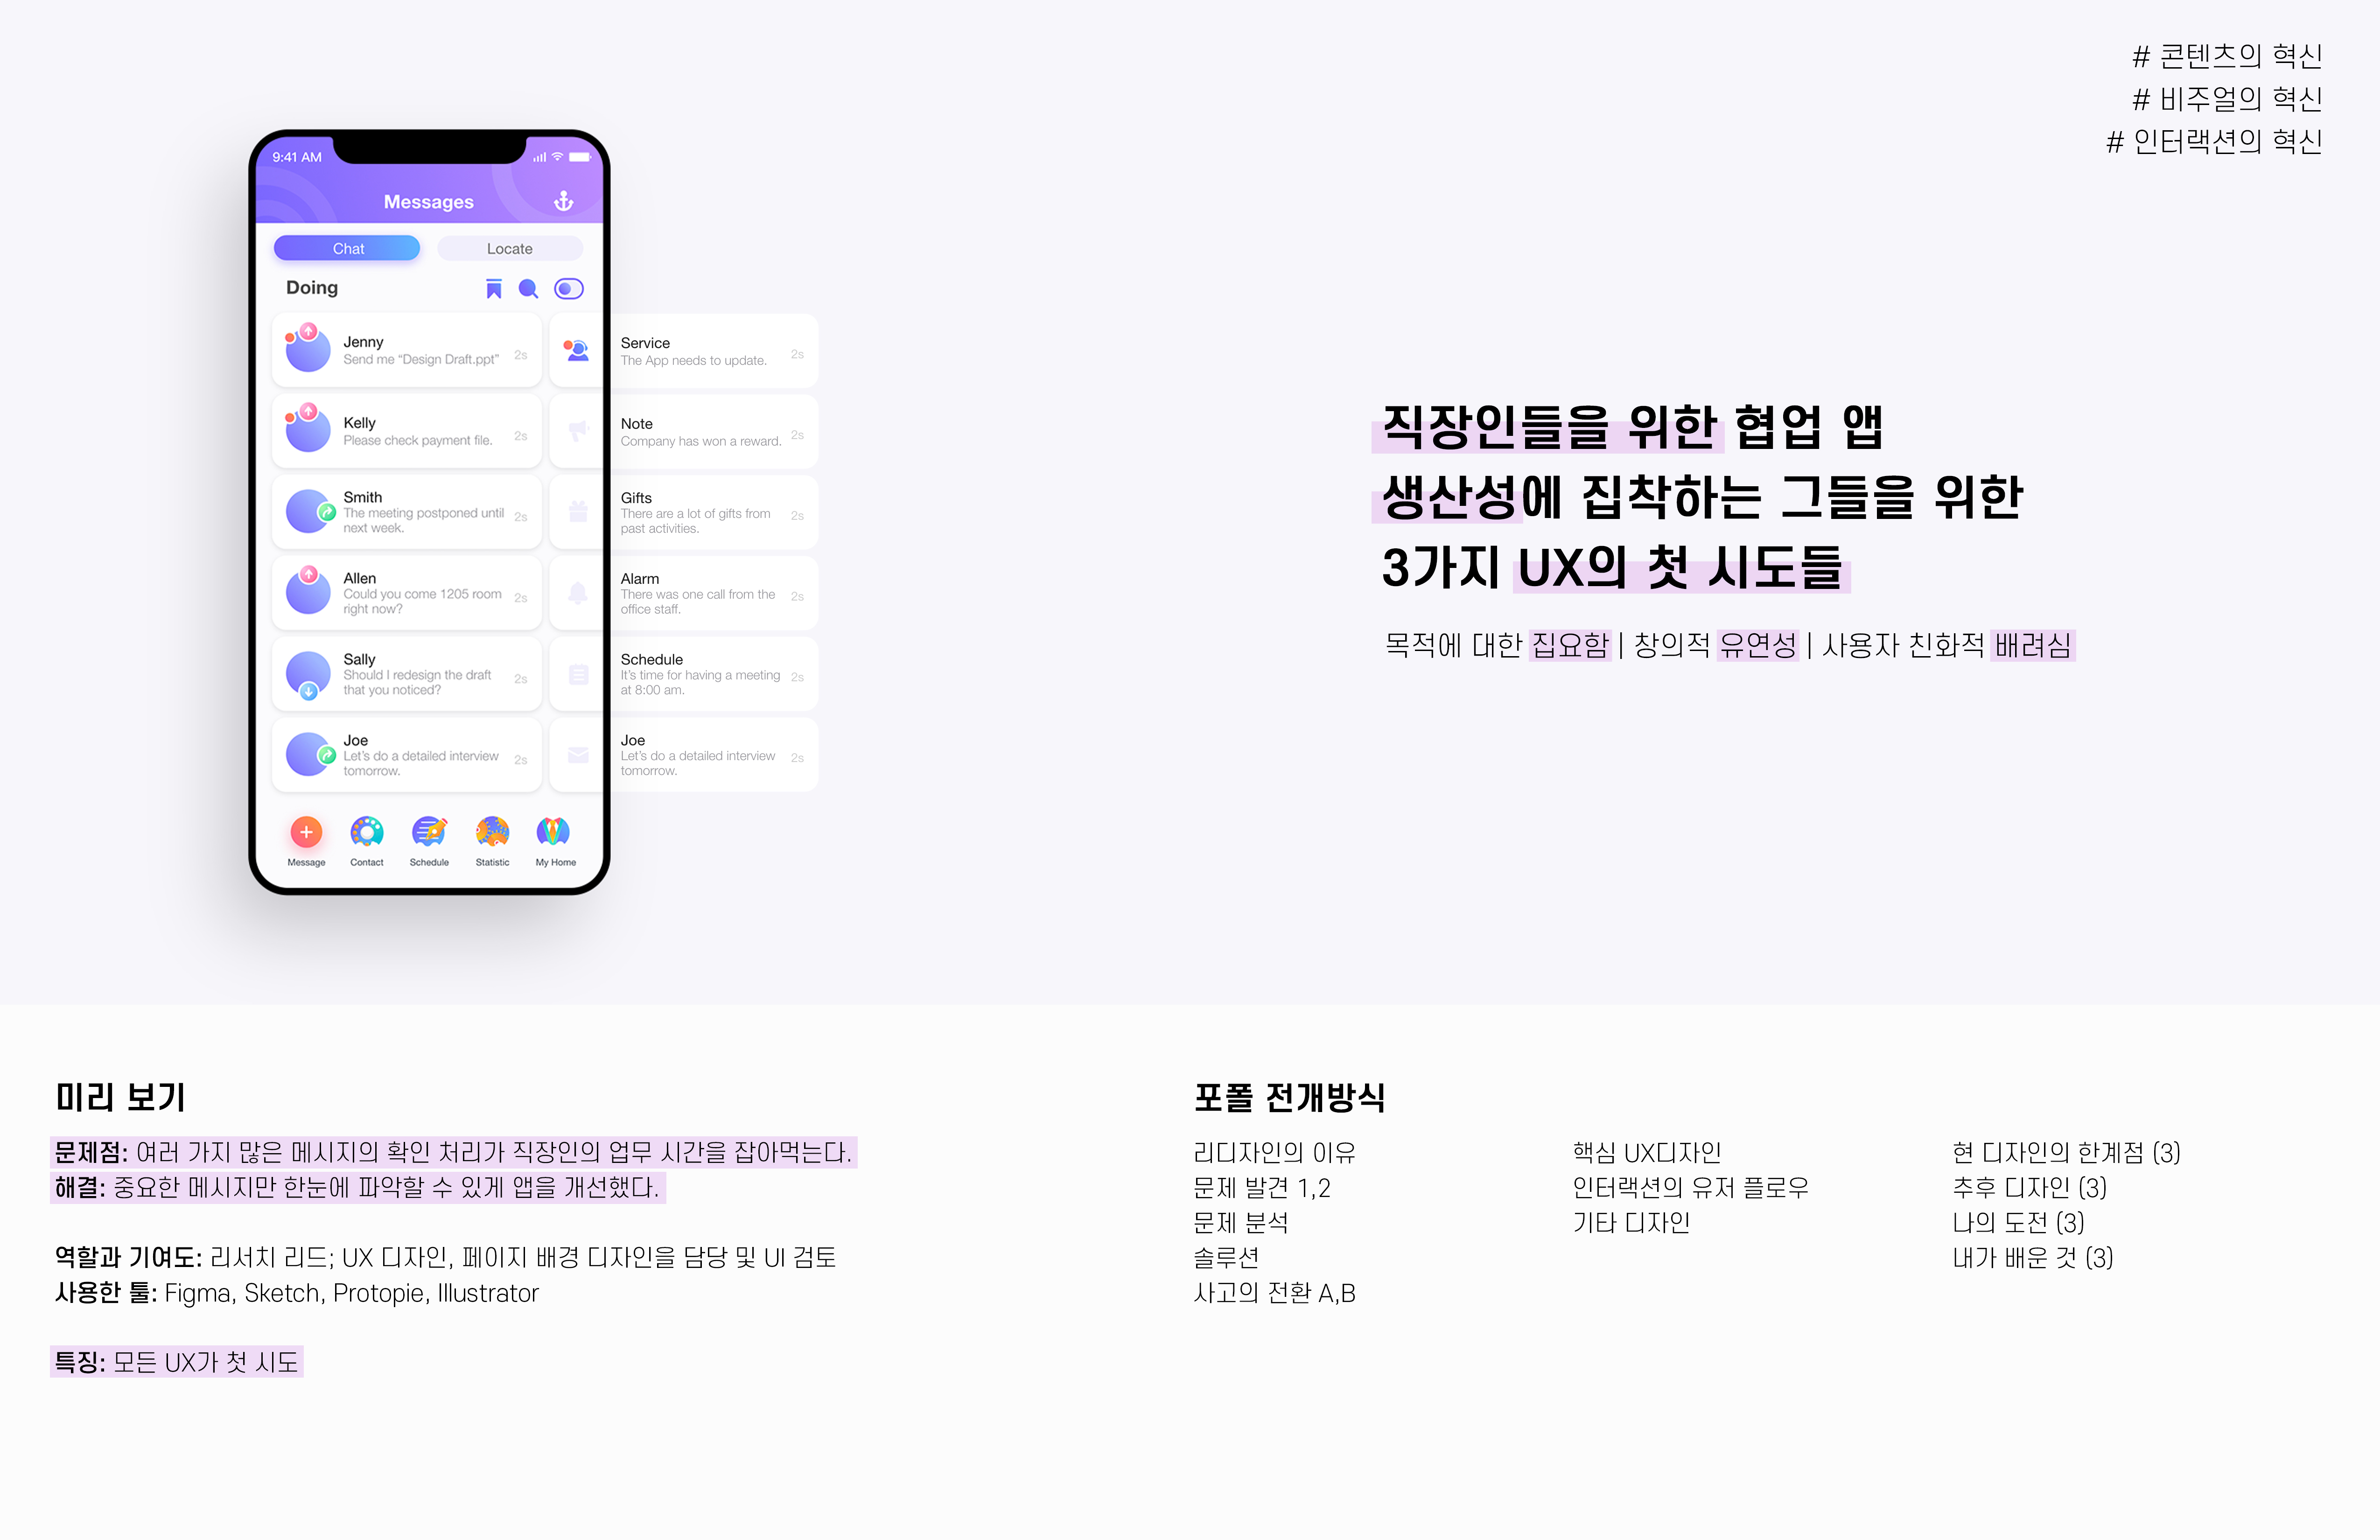 # 콘텐츠의 혁신
# 비주얼의 혁신
# 인터랙션의 혁신
9:41 AM
Messages
Chat
Locate
Doing
Jenny
Send me “Design Draft.ppt”
2s
Service
The App needs to update.
2s
Kelly
Please check payment file.
2s
Note
Company has won a reward.
2s
Smith
The meeting postponed until
next week.
2s
Gifts
There are a lot of gifts from
past activities.
2s
Allen
Could you come 1205 room
right now?
2s
Alarm
There was one call from the
office staff.
2s
Sally
Should I redesign the draft
that you noticed?
2s
Schedule
It’s time for having a meeting
at 8:00 am.
2s
Joe
Let’s do a detailed interview
tomorrow.
2s
Joe
Let’s do a detailed interview
tomorrow.
2s
Message
Contact
Schedule
Statistic
My Home
직장인들을 위한 협업 앱
생산성에 집착하는 그들을 위한
3가지 UX의 첫 시도들
목적에 대한 집요함 | 창의적 유연성 | 사용자 친화적 배려심
미리 보기
문제점: 여러 가지 많은 메시지의 확인 처리가 직장인의 업무 시간을 잡아먹는다.
해결: 중요한 메시지만 한눈에 파악할 수 있게 앱을 개선했다.
역할과 기여도: 리서치 리드; UX 디자인, 페이지 배경 디자인을 담당 및 UI 검토
사용한 툴: Figma, Sketch, Protopie, Illustrator
특징: 모든 UX가 첫 시도
포폴 전개방식
리디자인의 이유
문제 발견 1,2
문제 분석
솔루션
사고의 전환 A,B
핵심 UX디자인
인터랙션의 유저 플로우
기타 디자인
현 디자인의 한계점 (3)
추후 디자인 (3)
나의 도전 (3)
내가 배운 것 (3)